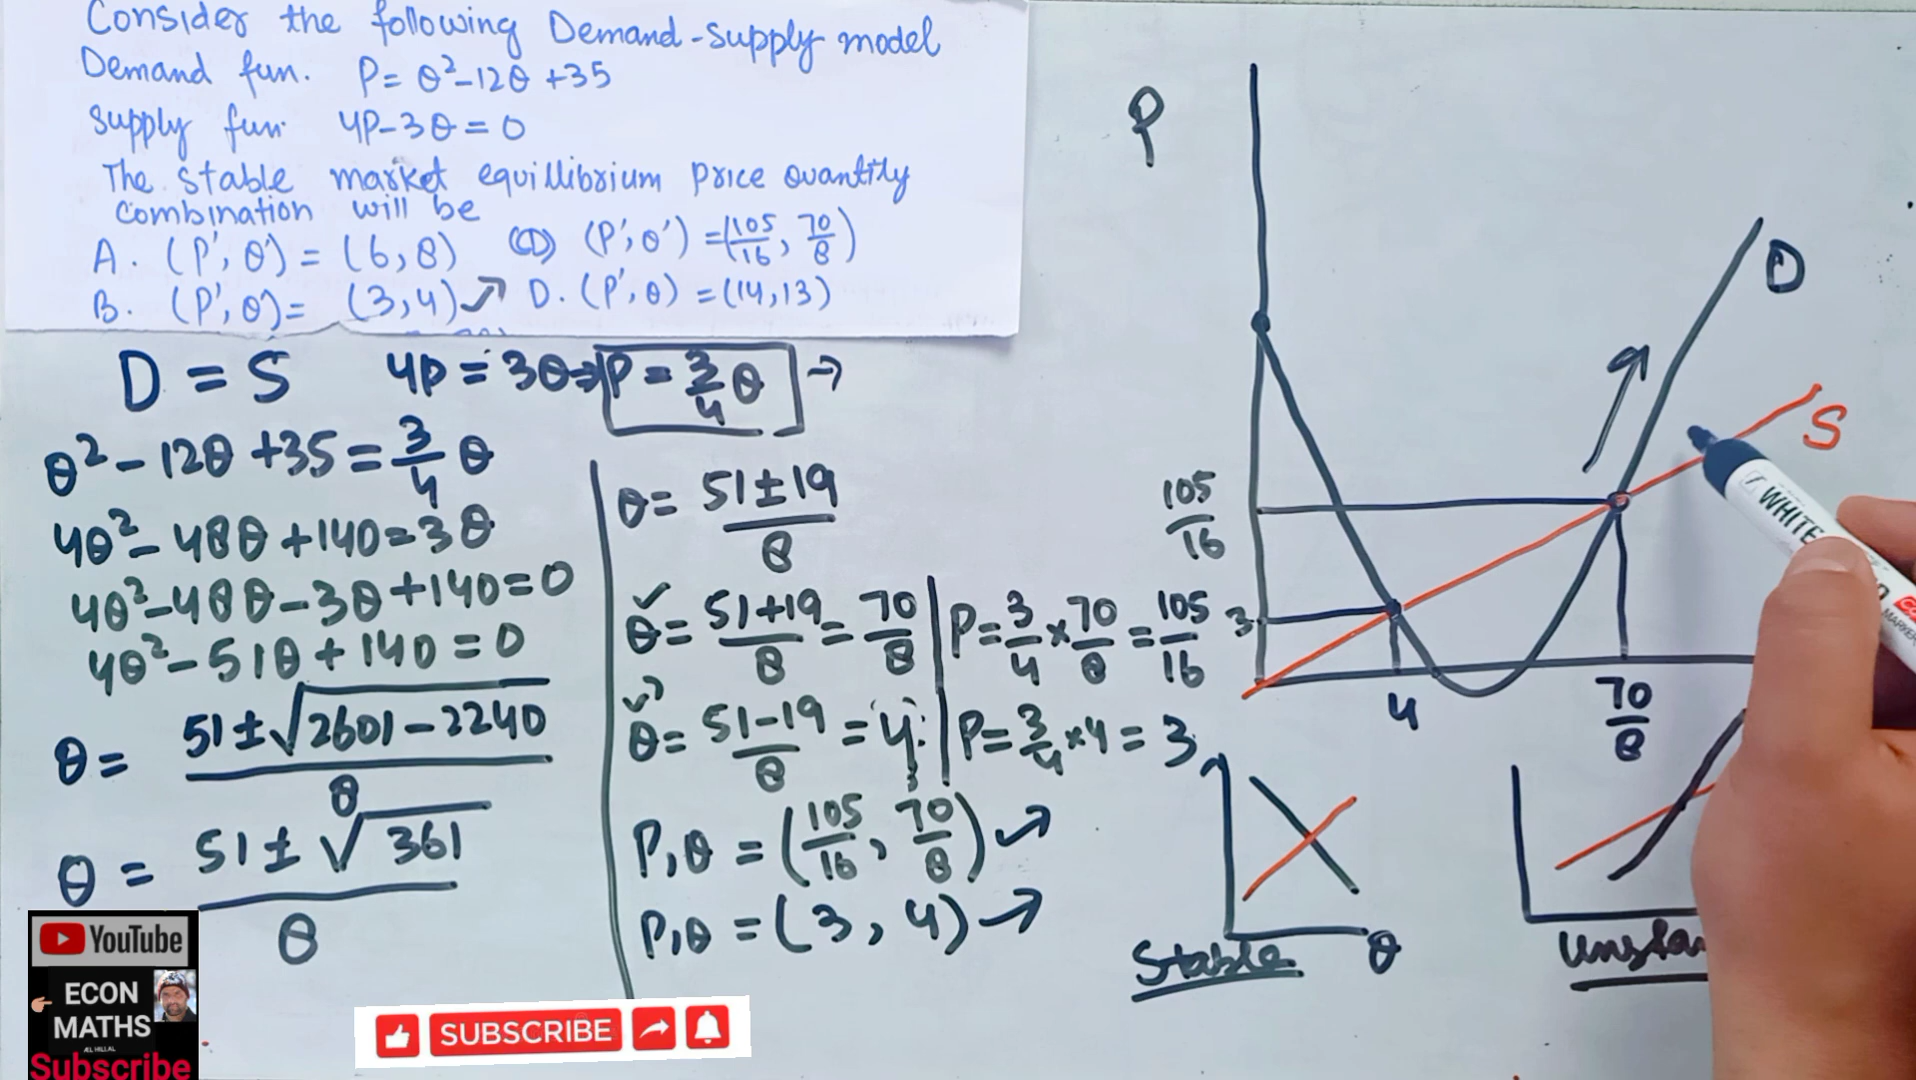 Consider the following Demand-supply model
Demand fun. P= θ²-12θ +35
Supply fun. 4P-3θ = 0
The stable market equillibrium price Quantity
combination will be
A. (P', θ') = (6,8) (C) (P', θ') = (105/16, 70/8)
B. (P', θ) = (3,4) D. (P', θ) = (14,13)
D = S 4P = 3θ ⇒ P = 3/4 θ →
θ² - 12θ +35 = 3/4 θ
4θ² - 48θ +140 = 3θ
4θ² - 48θ - 3θ + 140 = 0
4θ² - 51θ + 140 = 0
θ = 51 ± √2601 - 2240 / 8
θ = 51 ± √361 / 8
θ = 51 ± 19 / 8
θ = 51+19 / 8 = 70/8 P = 3/4 × 70/8 = 105/16
θ = 51-19 / 8 = 4 P = 3/4 × 4 = 3
P, θ = (105/16, 70/8)
P, θ = (3, 4) →
P
D
S
105/16
3
4
70/8
Stable
θ
Unsta
WHITE
MARKER
YouTube
ECON
MATHS
Subscribe
SUBSCRIBE